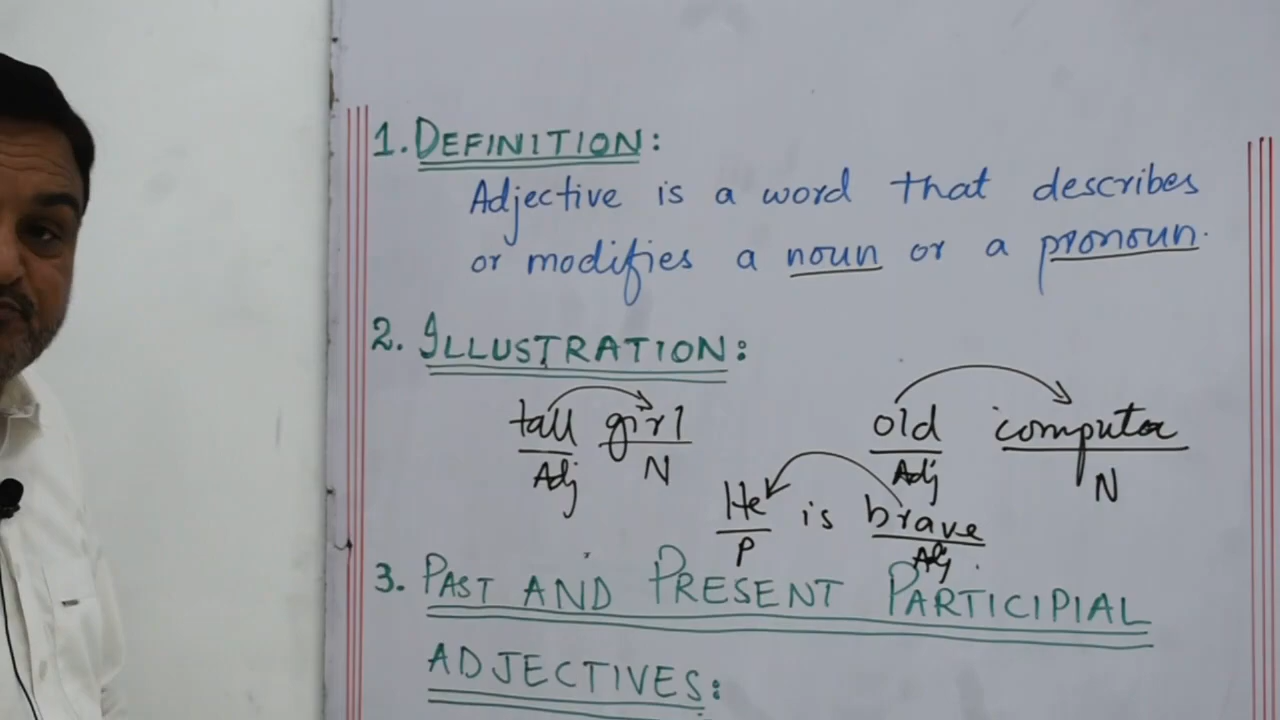 1. DEFINITION:
Adjective is a word that describes
or modifies a noun or a pronoun.
2. ILLUSTRATION:
tall girl old computer
Adj N Adj N
He is brave
P Adj
3. PAST AND PRESENT PARTICIPIAL
ADJECTIVES: